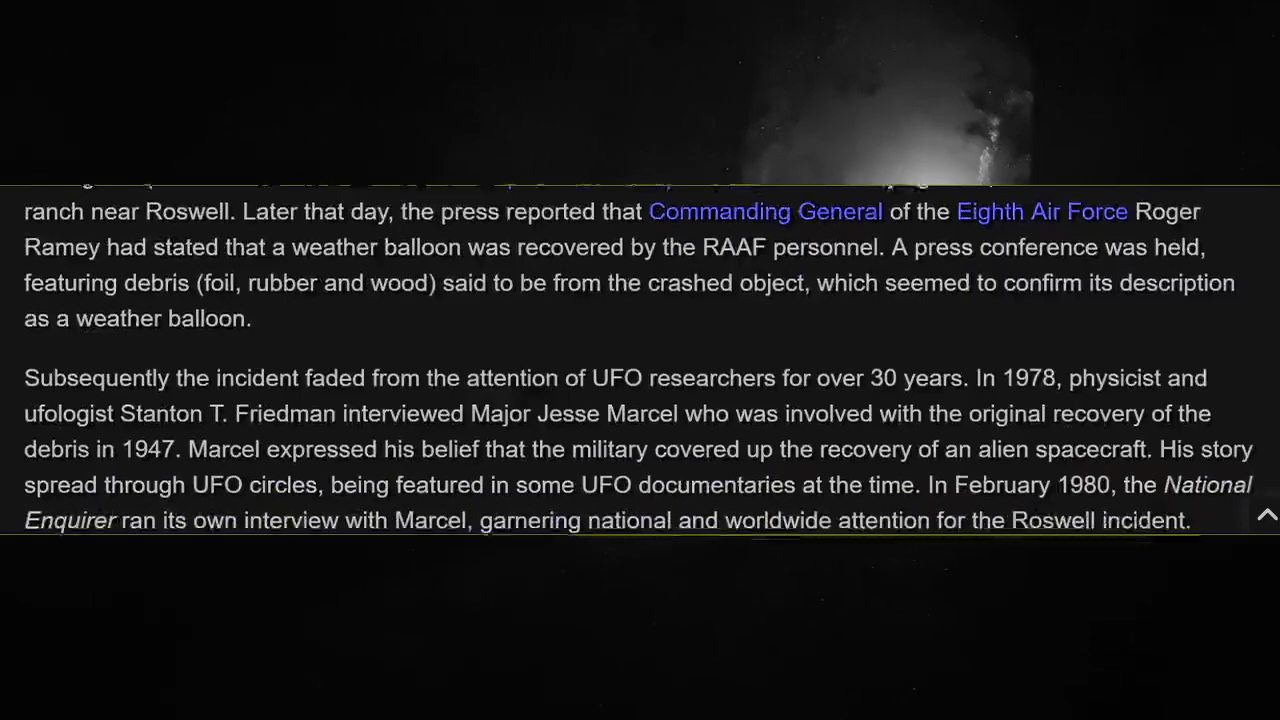 ranch near Roswell. Later that day, the press reported that Commanding General of the Eighth Air Force Roger
Ramey had stated that a weather balloon was recovered by the RAAF personnel. A press conference was held,
featuring debris (foil, rubber and wood) said to be from the crashed object, which seemed to confirm its description
as a weather balloon.
Subsequently the incident faded from the attention of UFO researchers for over 30 years. In 1978, physicist and
ufologist Stanton T. Friedman interviewed Major Jesse Marcel who was involved with the original recovery of the
debris in 1947. Marcel expressed his belief that the military covered up the recovery of an alien spacecraft. His story
spread through UFO circles, being featured in some UFO documentaries at the time. In February 1980, the National
Enquirer ran its own interview with Marcel, garnering national and worldwide attention for the Roswell incident.